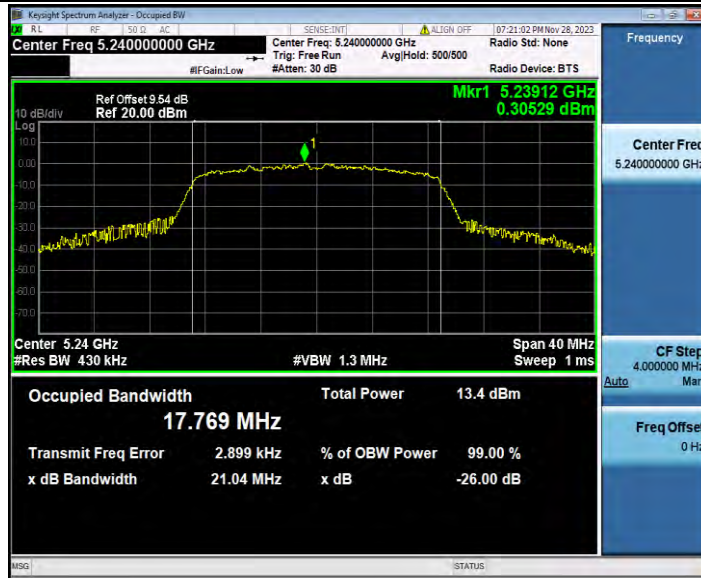 Keysight Spectrum Analyzer - Occupied BW
RL RF 50 Ω AC SENSE:INT ALIGN OFF 07:21:02 PM Nov 28, 2023
Center Freq 5.240000000 GHz
Center Freq: 5.240000000 GHz Radio Std: None
Trig: Free Run Avg|Hold: 500/500
#IFGain:Low #Atten: 30 dB Radio Device: BTS
Ref Offset 9.54 dB
10 dB/div Ref 20.00 dBm
Mkr1 5.23912 GHz
0.30529 dBm
Log
10.0
0.00
-10.0
-20.0
-30.0
-40.0
-50.0
-60.0
-70.0
1
Center 5.24 GHz Span 40 MHz
#Res BW 430 kHz #VBW 1.3 MHz Sweep 1 ms
Occupied Bandwidth Total Power 13.4 dBm
17.769 MHz
Transmit Freq Error 2.899 kHz % of OBW Power 99.00 %
x dB Bandwidth 21.04 MHz x dB -26.00 dB
Frequency
Center Freq
5.240000000 GHz
CF Step
4.000000 MHz
Auto Man
Freq Offset
0 Hz
MSG STATUS